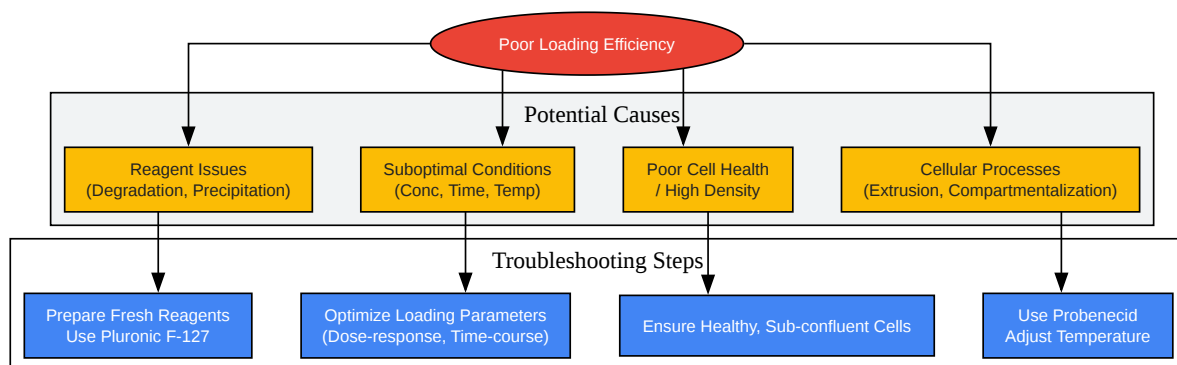 Poor Loading Efficiency
Potential Causes
Reagent Issues
(Degradation, Precipitation)
Suboptimal Conditions
(Conc, Time, Temp)
Poor Cell Health
/ High Density
Cellular Processes
(Extrusion, Compartmentalization)
Troubleshooting Steps
Prepare Fresh Reagents
Use Pluronic F-127
Optimize Loading Parameters
(Dose-response, Time-course)
Ensure Healthy, Sub-confluent Cells
Use Probenecid
Adjust Temperature